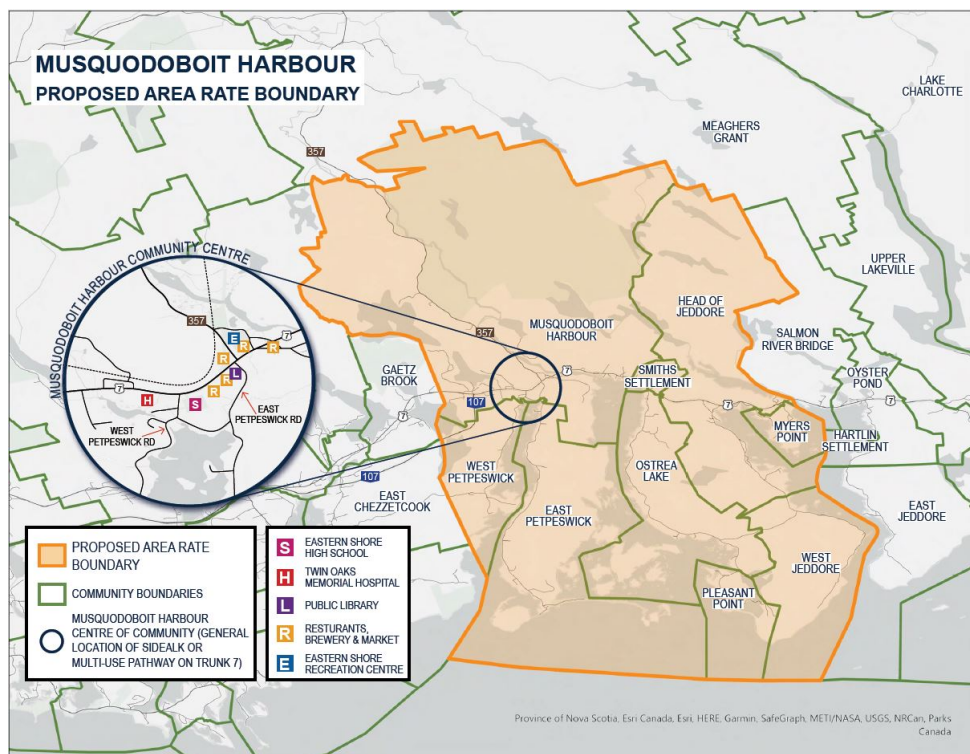 MUSQUODOBOIT HARBOUR
PROPOSED AREA RATE BOUNDARY
LAKE
CHARLOTTE
MEAGHERS
GRANT
357
UPPER
LAKEVILLE
MUSQUODOBOIT HARBOUR COMMUNITY CENTRE
HEAD OF
JEDDORE
357
MUSQUODOBOIT
HARBOUR
SALMON
RIVER BRIDGE
357
7
E
R
R
R
R
L
R
7
H
S
EAST
PETPESWICK RD
WEST
PETPESWICK RD
GAETZ
BROOK
SMITHS
SETTLEMENT
7
OYSTER
POND
107
7
7
MYERS
POINT
HARTLIN
SETTLEMENT
WEST
PETPESWICK
OSTREA
LAKE
107
EAST
CHEZZETCOOK
EAST
PETPESWICK
EAST
JEDDORE
WEST
JEDDORE
PLEASANT
POINT
PROPOSED AREA RATE
BOUNDARY
COMMUNITY BOUNDARIES
MUSQUODOBOIT HARBOUR
CENTRE OF COMMUNITY (GENERAL
LOCATION OF SIDEALK OR
MULTI-USE PATHWAY ON TRUNK 7)
S EASTERN SHORE
HIGH SCHOOL
H TWIN OAKS
MEMORIAL HOSPITAL
L PUBLIC LIBRARY
R RESTURANTS,
BREWERY & MARKET
E EASTERN SHORE
RECREATION CENTRE
Province of Nova Scotia, Esri Canada, Esri, HERE, Garmin, SafeGraph, METI/NASA, USGS, NRCan, Parks
Canada